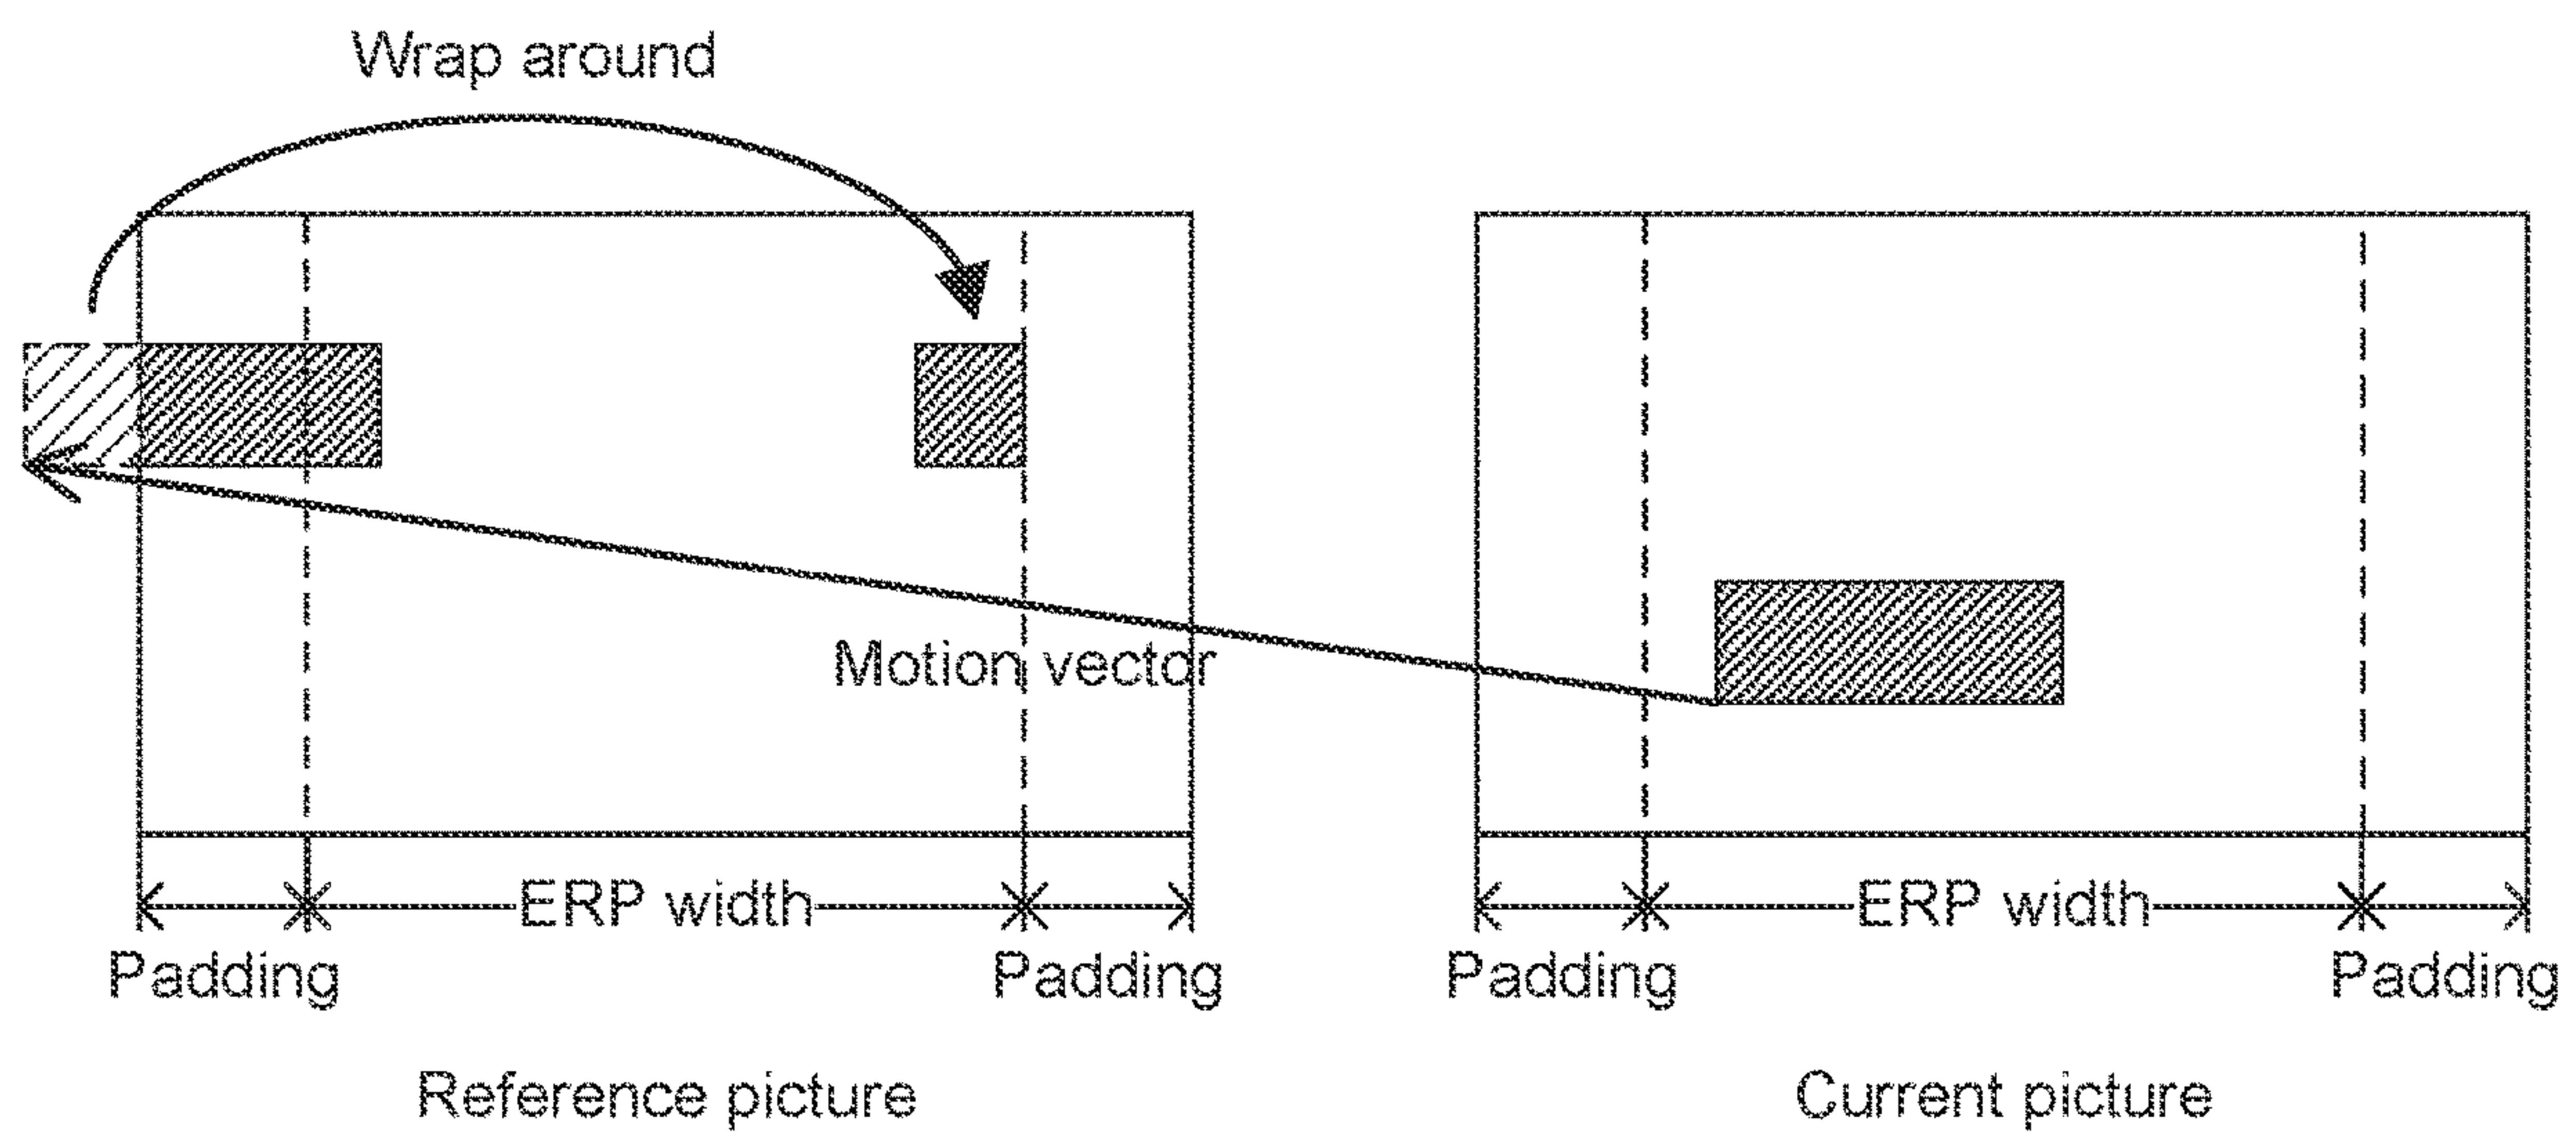 Wrap around
Motion vector
ERP width
ERP width
Padding
Padding
Padding
Padding
Reference picture
Current picture